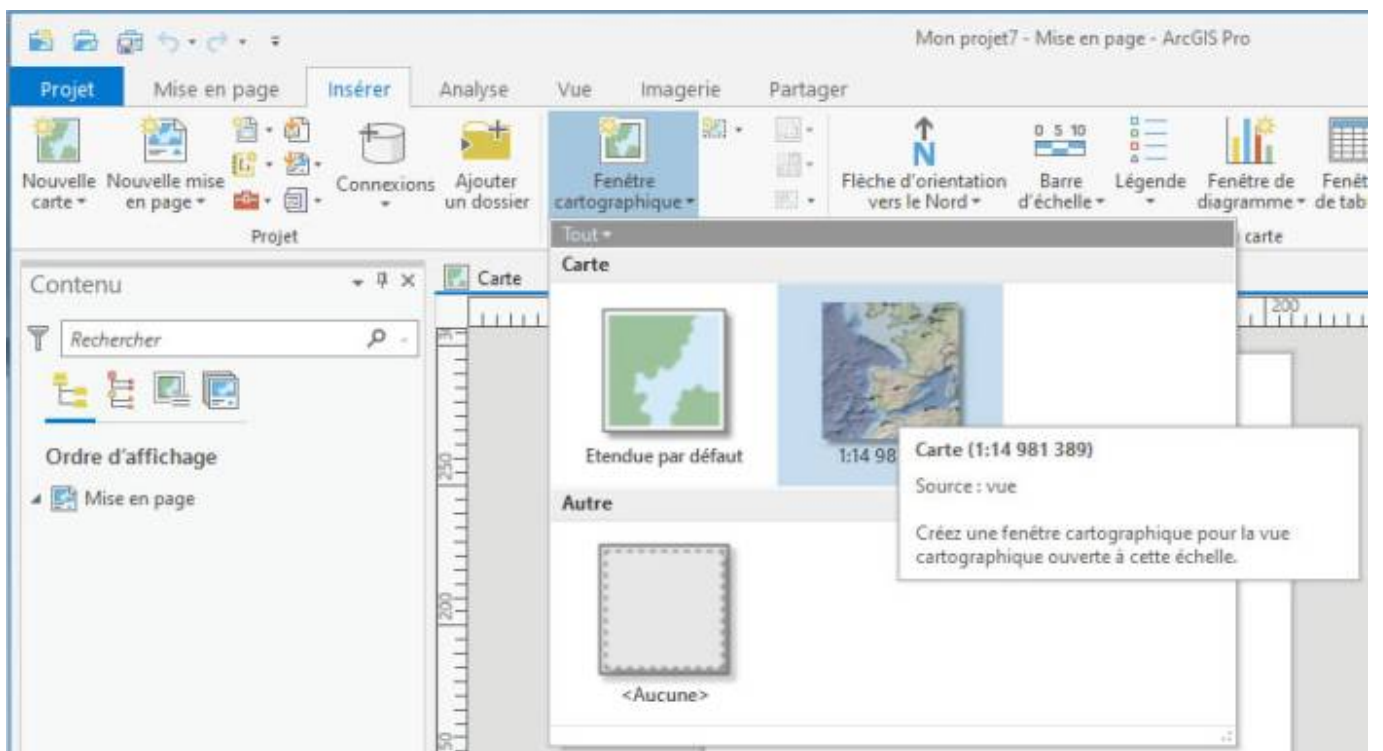 Mon projet7 - Mise en page - ArcGIS Pro
Projet Mise en page Insérer Analyse Vue Imagerie Partager
0 5 10
N
Nouvelle carte
Nouvelle mise en page
Connexions
Ajouter un dossier
Fenêtre cartographique
Flèche d'orientation vers le Nord
Barre d'échelle
Légende
Fenêtre de diagramme
de
Projet
carte
Tout
Contenu
Carte
Carte
200
Rechercher
Ordre d'affichage
Mise en page
250
200
Etendue par défaut
1:14 98
Carte (1:14 981 389)
Source : vue
Créez une fenêtre cartographique pour la vue
cartographique ouverte à cette échelle.
Autre
<Aucune>